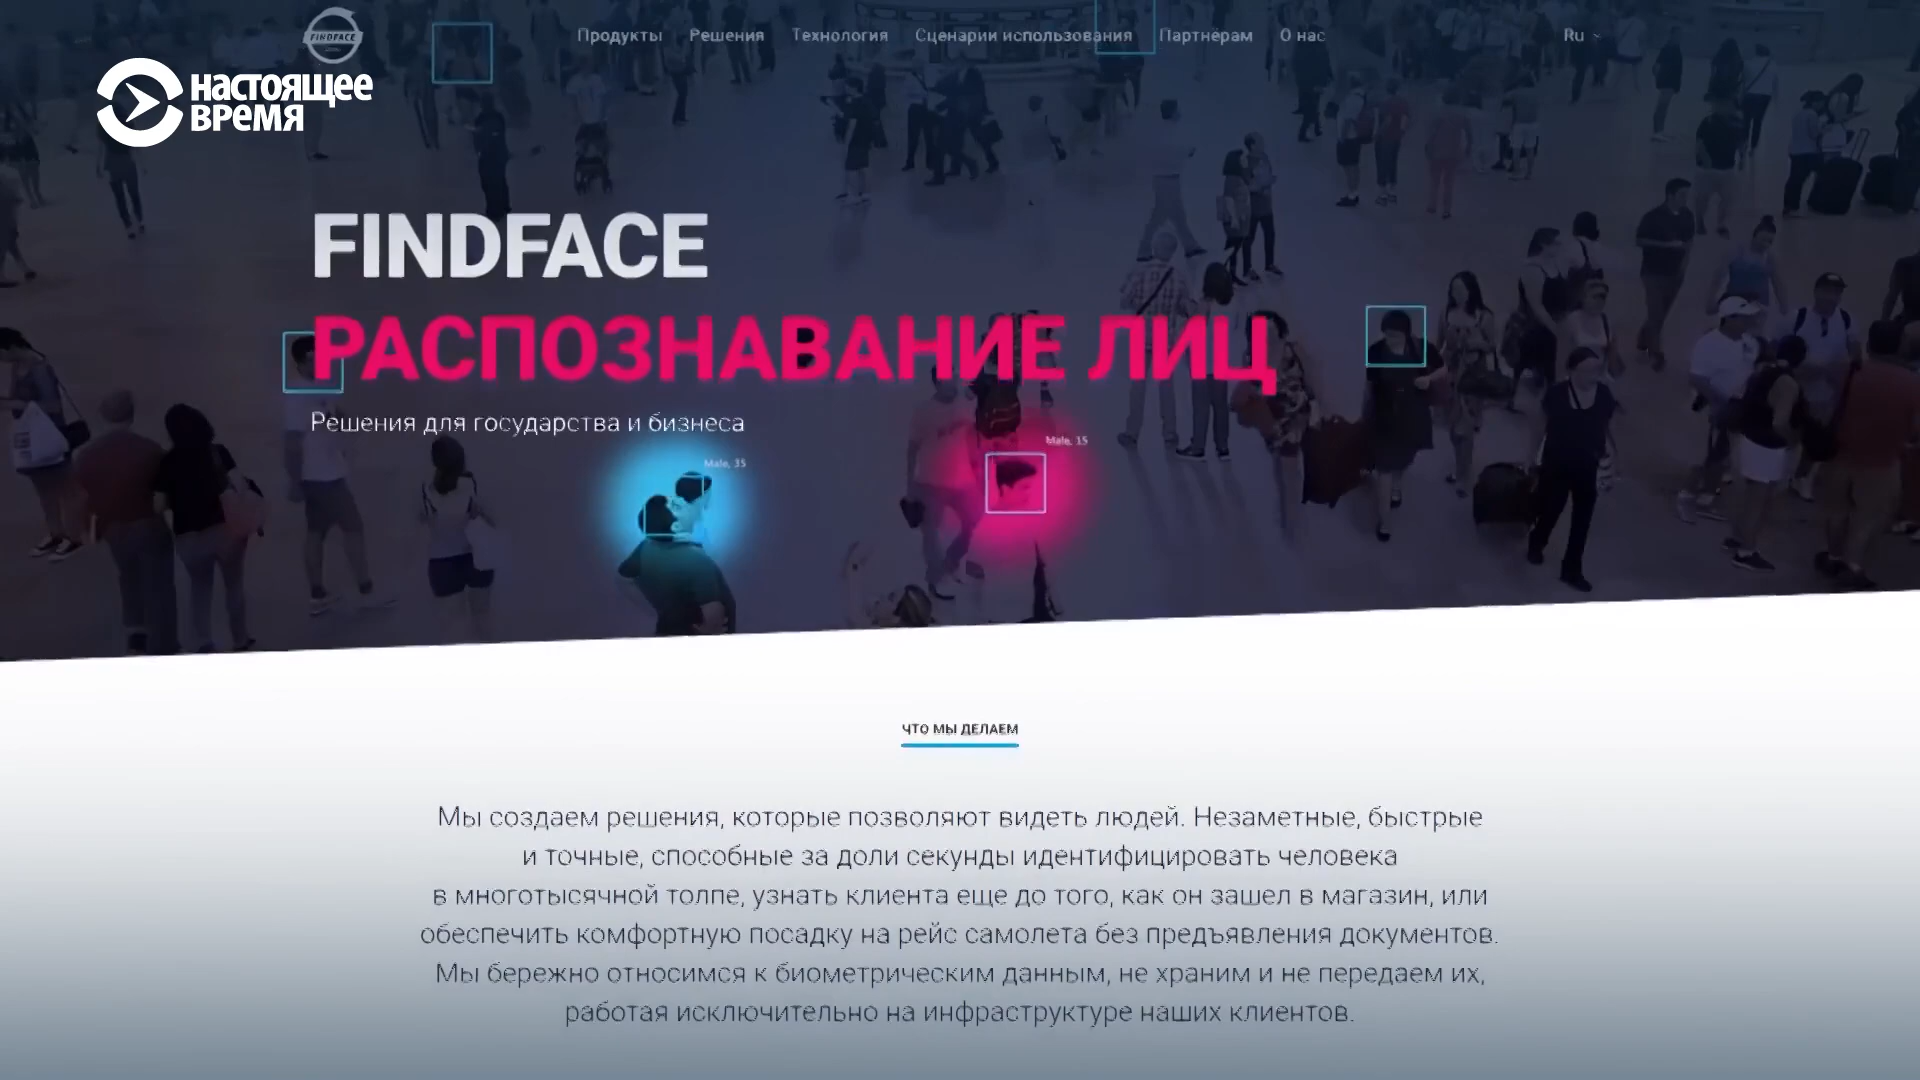 FINDFACE
Продукты Решения Технология Сценарии использования Партнерам О нас Ru
НАСТОЯЩЕЕ
ВРЕМЯ
FINDFACE
РАСПОЗНАВАНИЕ ЛИЦ
Решения для государства и бизнеса
Male, 35
Male, 15
ЧТО МЫ ДЕЛАЕМ
Мы создаем решения, которые позволяют видеть людей. Незаметные, быстрые
и точные, способные за доли секунды идентифицировать человека
в многотысячной толпе, узнать клиента еще до того, как он зашел в магазин, или
обеспечить комфортную посадку на рейс самолета без предъявления документов.
Мы бережно относимся к биометрическим данным, не храним и не передаем их,
работая исключительно на инфраструктуре наших клиентов.